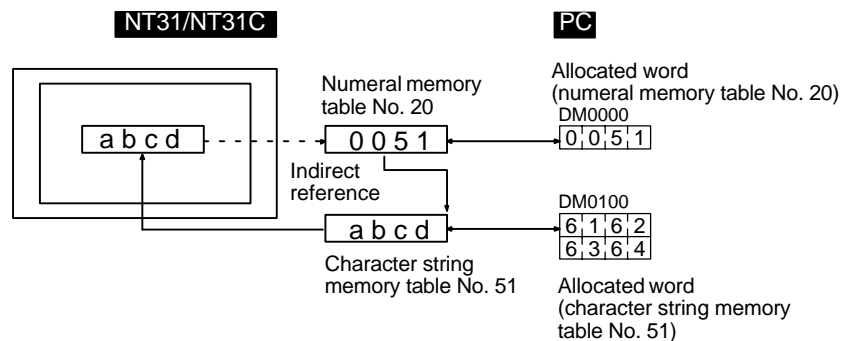 NT31/NT31C
PC
Numeral memory
table No. 20
Allocated word
(numeral memory table No. 20)
DM0000
a b c d
0 0 5 1
0 0 5 1
Indirect
reference
DM0100
a b c d
6 1 6 2
6 3 6 4
Character string
memory table No. 51
Allocated word
(character string memory
table No. 51)